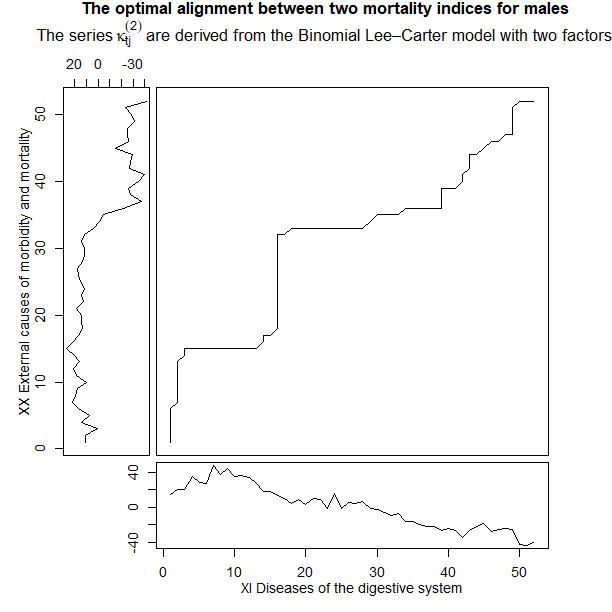 The optimal alignment between two mortality indices for males
The series κ_tj^(2) are derived from the Binomial Lee–Carter model with two factors
20 0 -30
XX External causes of morbidity and mortality
0 10 20 30 40 50
-40 0 40
0 10 20 30 40 50
XI Diseases of the digestive system